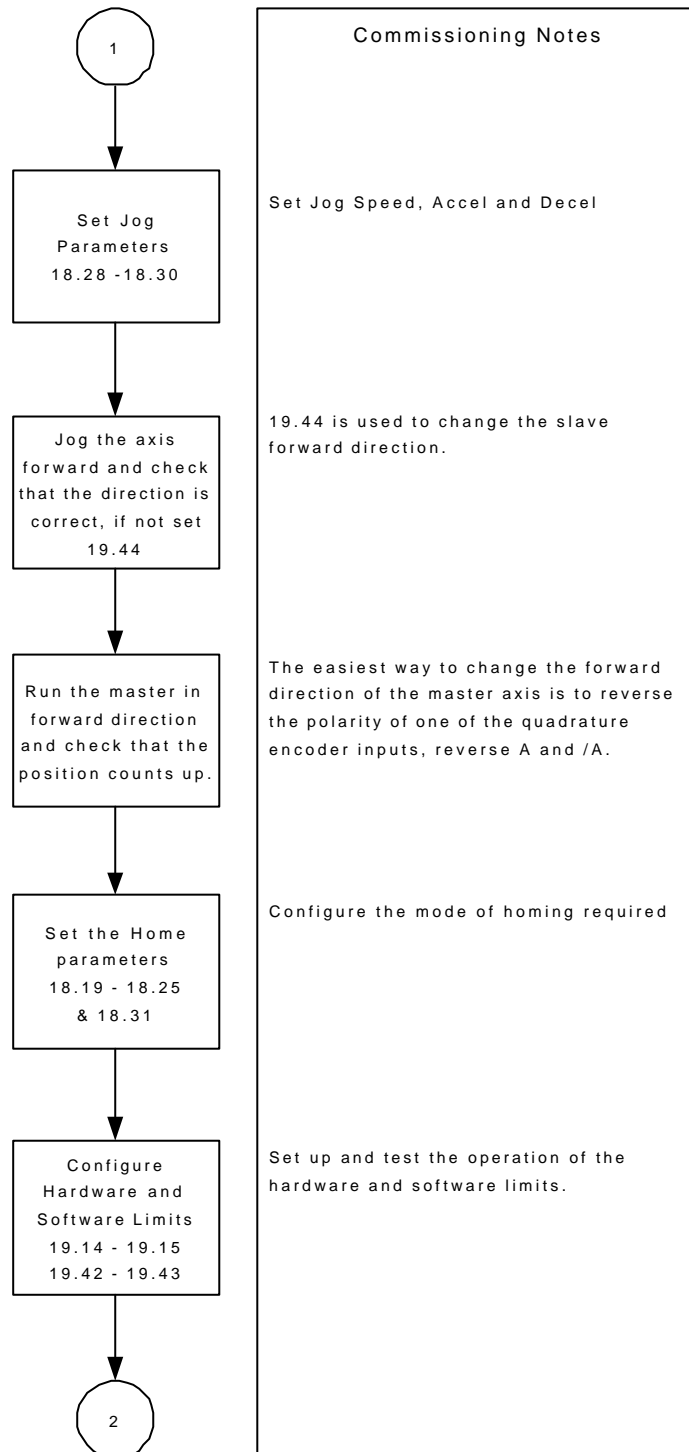 1
Commissioning Notes
Set Jog
Parameters
18.28 -18.30
Set Jog Speed, Accel and Decel
Jog the axis
forward and check
that the direction is
correct, if not set
19.44
19.44 is used to change the slave
forward direction.
Run the master in
forward direction
and check that the
position counts up.
The easiest way to change the forward
direction of the master axis is to reverse
the polarity of one of the quadrature
encoder inputs, reverse A and /A.
Set the Home
parameters
18.19 - 18.25
& 18.31
Configure the mode of homing required
Configure
Hardware and
Software Limits
19.14 - 19.15
19.42 - 19.43
Set up and test the operation of the
hardware and software limits.
2